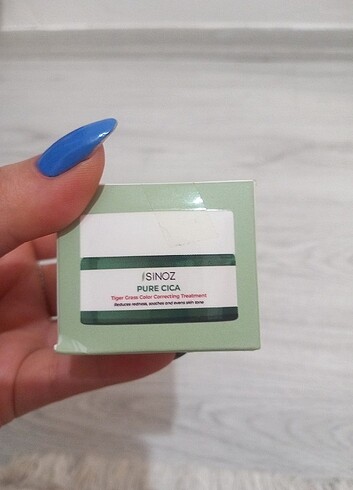 SINOZ
PURE CICA
Tiger Grass Color Correcting Treatment
Reduces redness, soothes and evens skin tone